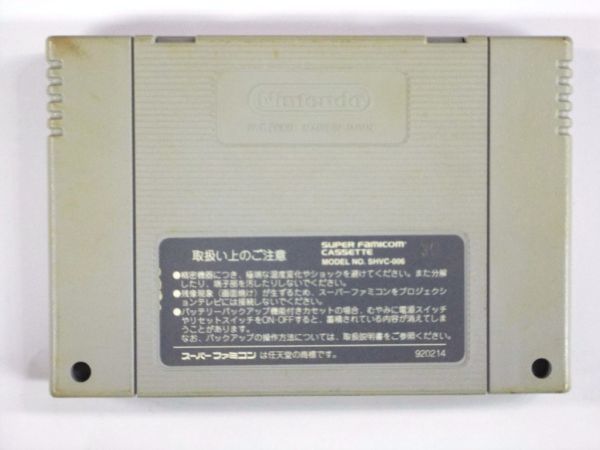 Nintendo
取扱い上のご注意
SUPER FAMICOM
CASSETTE
MODEL NO. SHVC-006
●精密機器につき、極端な温度変化やショックを避けてください。また分解
したり、端子部を汚したりしないでください。
●残像現象（画面焼け）が生ずるため、スーパーファミコンをプロジェクシ
ョンテレビには接続しないでください。
●バッテリーバックアップ機能付きカセットの場合、むやみに電源スイッチ
やリセットスイッチをON・OFFすると、蓄積されている内容が消えてしま
うことがあります。
なお、バックアップの操作方法については、取扱説明書をご参照ください。
スーパーファミコン は任天堂の商標です。
920214